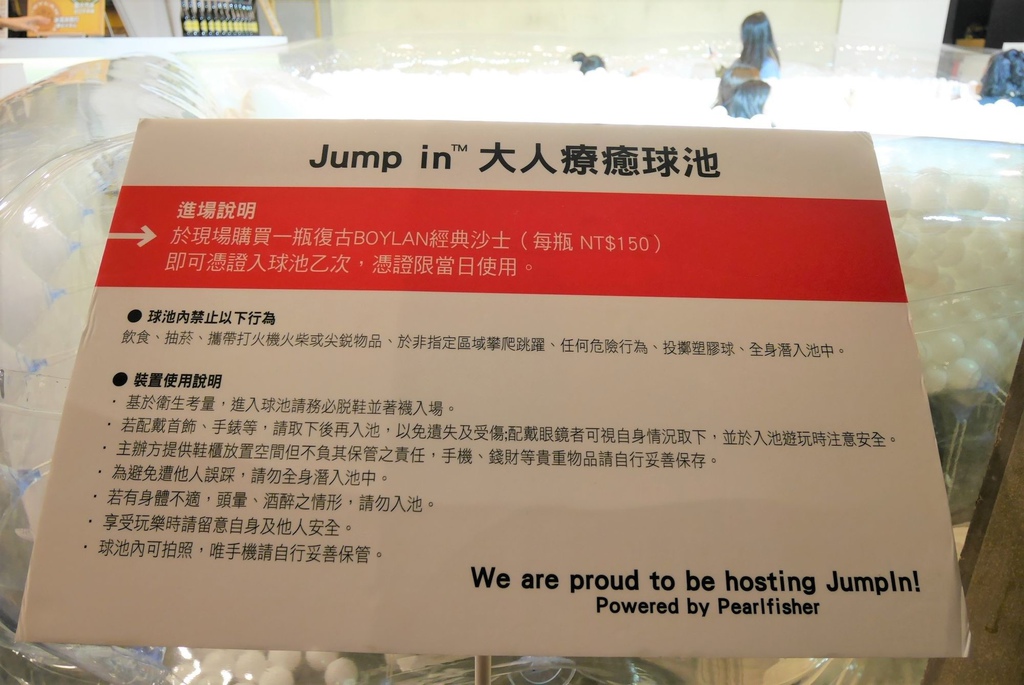 Jump in™ 大人療癒球池
進場說明
於現場購買一瓶復古BOYLAN經典沙士（每瓶 NT$150）
即可憑證入球池乙次，憑證限當日使用。
● 球池內禁止以下行為
飲食、抽菸、攜帶打火機火柴或尖銳物品、於非指定區域攀爬跳躍、任何危險行為、投擲塑膠球、全身潛入池中。
● 裝置使用說明
・基於衛生考量，進入球池請務必脫鞋並著襪入場。
・若配戴首飾、手錶等，請取下後再入池，以免遺失及受傷;配戴眼鏡者可視自身情況取下，並於入池遊玩時注意安全。
・主辦方提供鞋櫃放置空間但不負其保管之責任，手機、錢財等貴重物品請自行妥善保存。
・為避免遭他人誤踩，請勿全身潛入池中。
・若有身體不適，頭暈、酒醉之情形，請勿入池。
・享受玩樂時請留意自身及他人安全。
・球池內可拍照，唯手機請自行妥善保管。
We are proud to be hosting JumpIn!
Powered by Pearlfisher